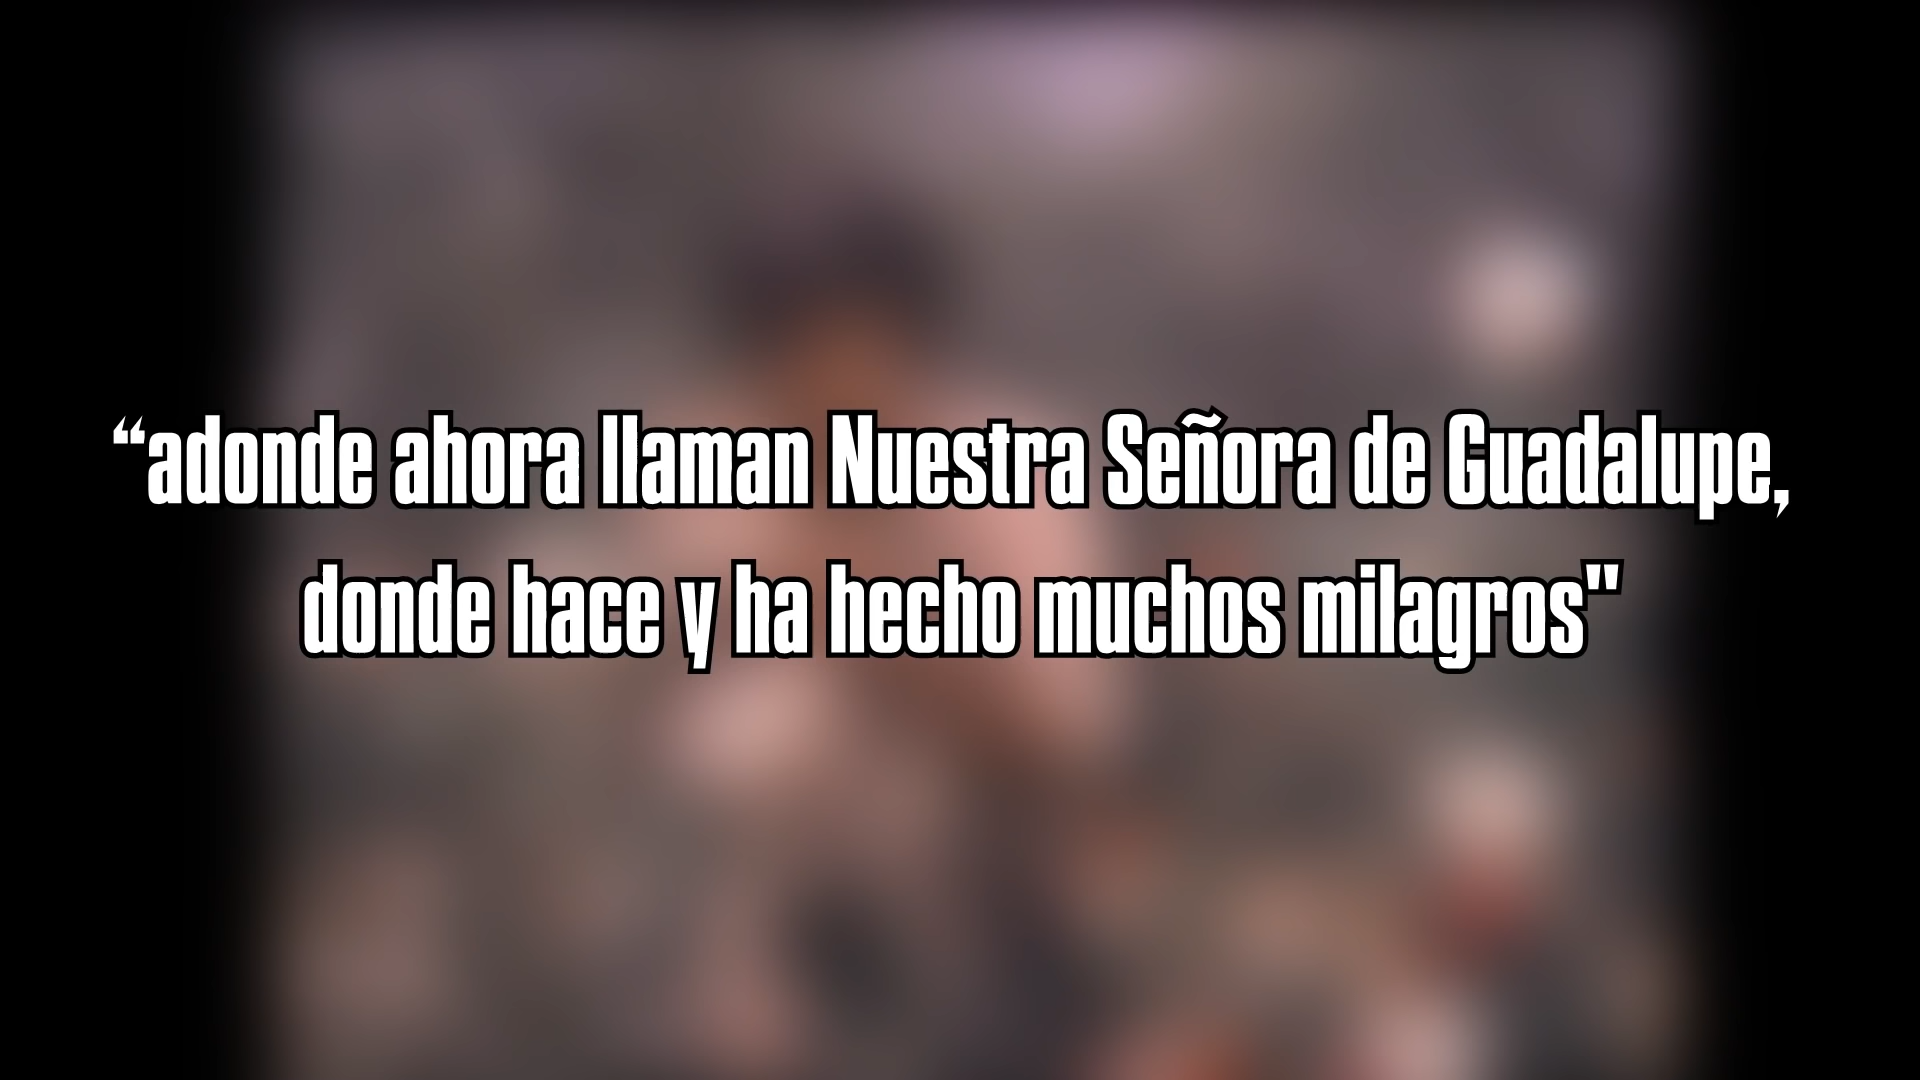 “adonde ahora llaman Nuestra Señora de Guadalupe,
donde hace y ha hecho muchos milagros"